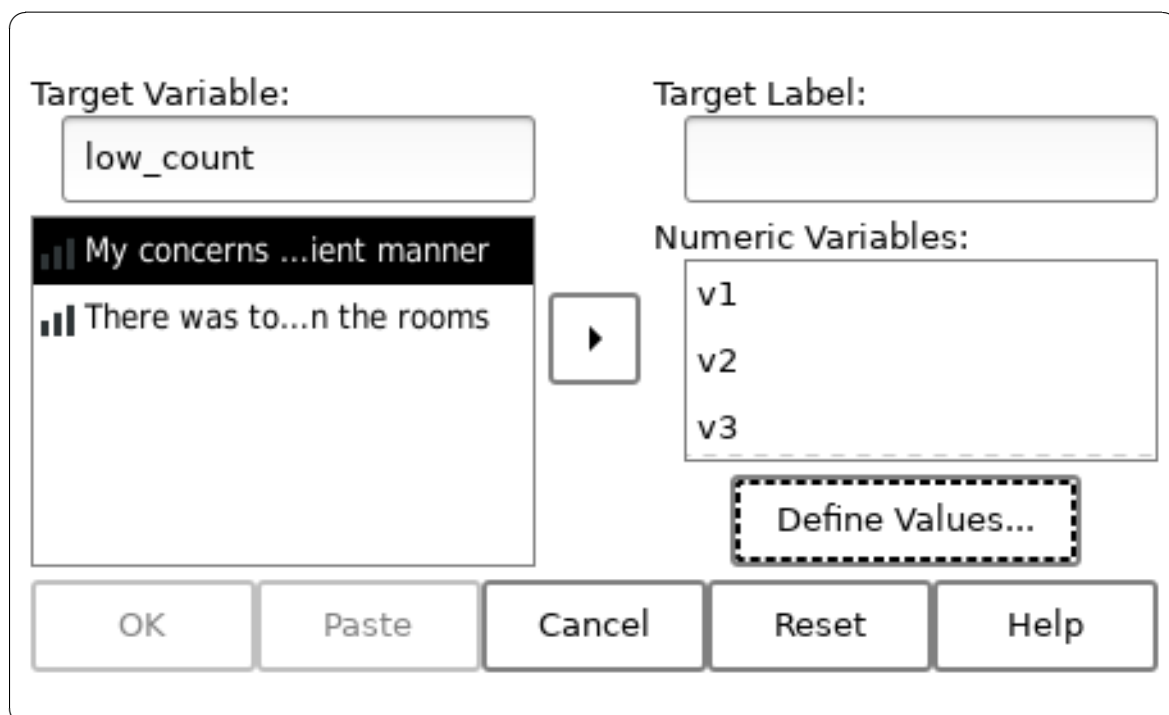 Target Variable:
low_count
My concerns ...ient manner
There was to...n the rooms
Target Label:
Numeric Variables:
v1
v2
v3
Define Values...
OK
Paste
Cancel
Reset
Help